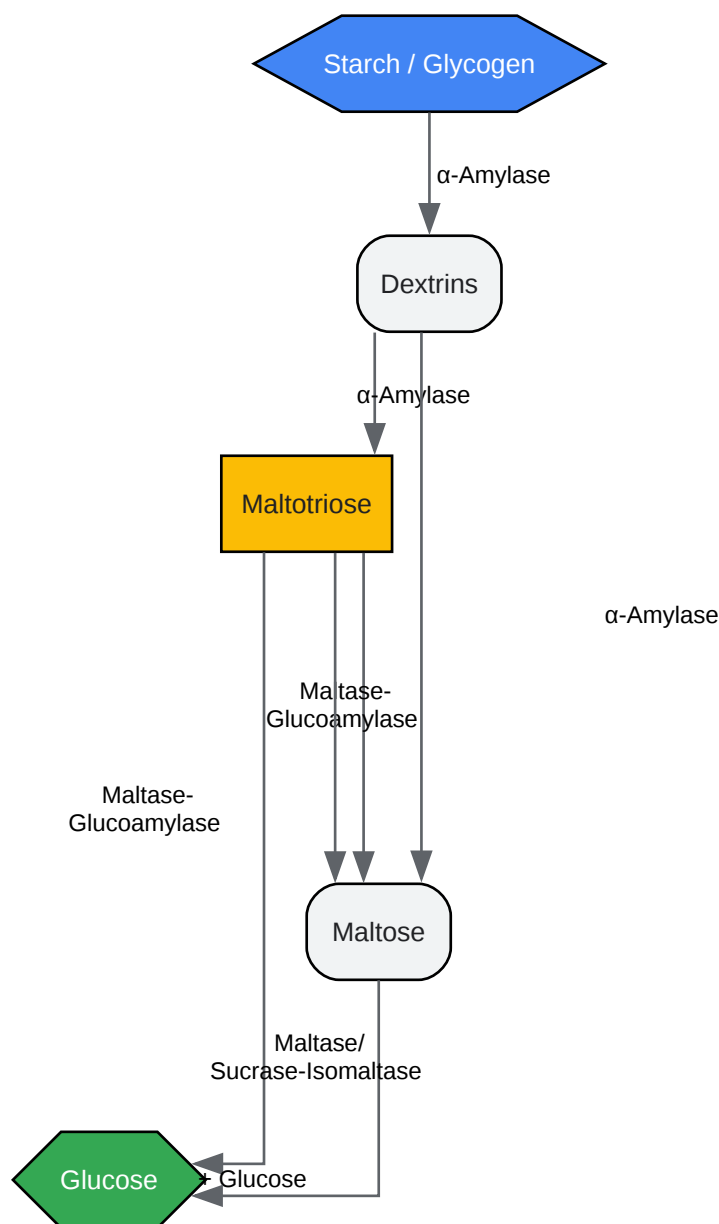 Starch / Glycogen
α-Amylase
Dextrins
α-Amylase
Maltotriose
α-Amylase
Maltase-
Glucoamylase
Maltase-
Glucoamylase
Maltose
Maltase/
Sucrase-Isomaltase
Glucose
+ Glucose